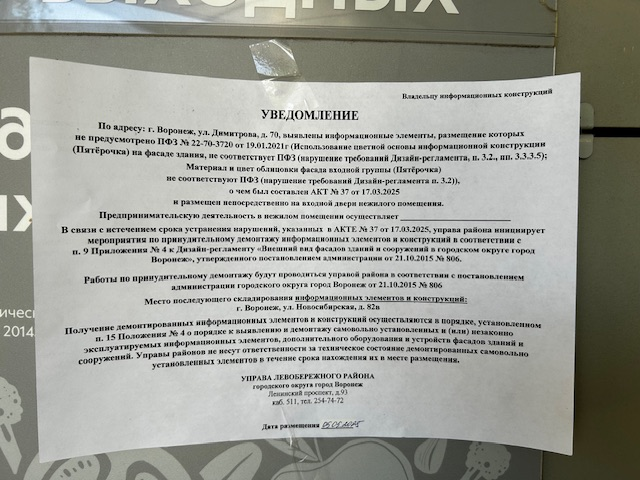 ВЫХОДНЫХ
Владельцу информационных конструкций
УВЕДОМЛЕНИЕ
По адресу: г. Воронеж, ул. Димитрова, д. 70, выявлены информационные элементы, размещение которых
не предусмотрено ПФЗ № 22-70-3720 от 19.01.2021г (Использование цветной основы информационной конструкции
(Пятёрочка) на фасаде здания, не соответствует ПФЗ (нарушение требований Дизайн-регламента, п. 3.2., пп. 3.3.3.5);
Материал и цвет облицовки фасада входной группы (Пятёрочка)
не соответствуют ПФЗ (нарушение требований Дизайн-регламента п. 3.2)),
о чем был составлен АКТ № 37 от 17.03.2025
и размещен непосредственно на входной двери нежилого помещения.
Предпринимательскую деятельность в нежилом помещении осуществляет
В связи с истечением срока устранения нарушений, указанных в АКТЕ № 37 от 17.03.2025, управа района инициирует
мероприятия по принудительному демонтажу информационных элементов и конструкций в соответствии с
п. 9 Приложения № 4 к Дизайн-регламенту «Внешний вид фасадов зданий и сооружений в городском округе город
Воронеж», утвержденного постановлением администрации от 21.10.2015 № 806.
Работы по принудительному демонтажу будут проводиться управой района в соответствии с постановлением
администрации городского округа город Воронеж от 21.10.2015 № 806
Место последующего складирования информационных элементов и конструкций:
г. Воронеж, ул. Новосибирская, д. 82в
Получение демонтированных информационных элементов и конструкций осуществляются в порядке, установленном
п. 15 Положения № 4 о порядке к выявлению и демонтажу самовольно установленных и (или) незаконно
эксплуатируемых информационных элементов, дополнительного оборудования и устройств фасадов зданий и
сооружений. Управы районов не несут ответственности за техническое состояние демонтированных самовольно
установленных элементов в течение срока нахождения их в месте размещения.
УПРАВА ЛЕВОБЕРЕЖНОГО РАЙОНА
городского округа город Воронеж
Ленинский проспект, д.93
каб. 511, тел. 254-74-72
Дата размещения 05.05.2025
2014